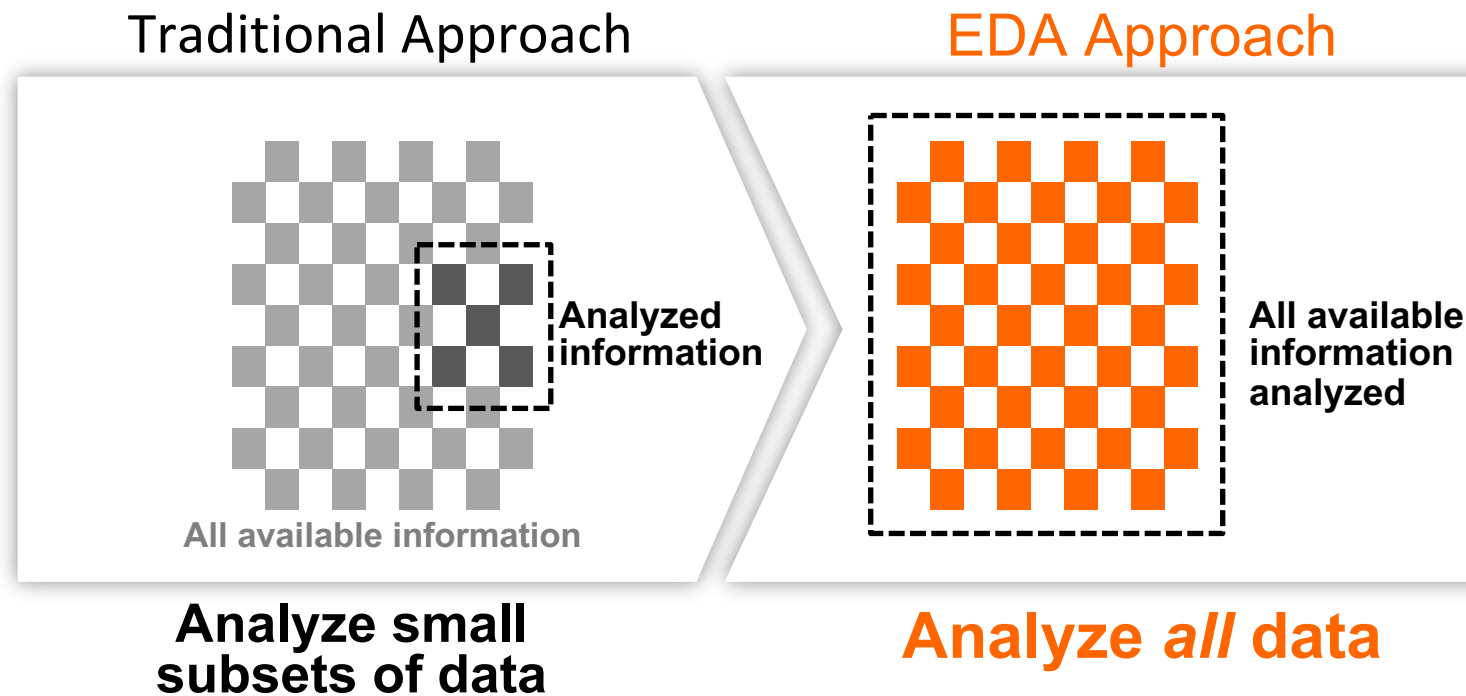 Traditional Approach
Analyzed
information
All available information
Analyze small
subsets of data
EDA Approach
All available
information
analyzed
Analyze all data